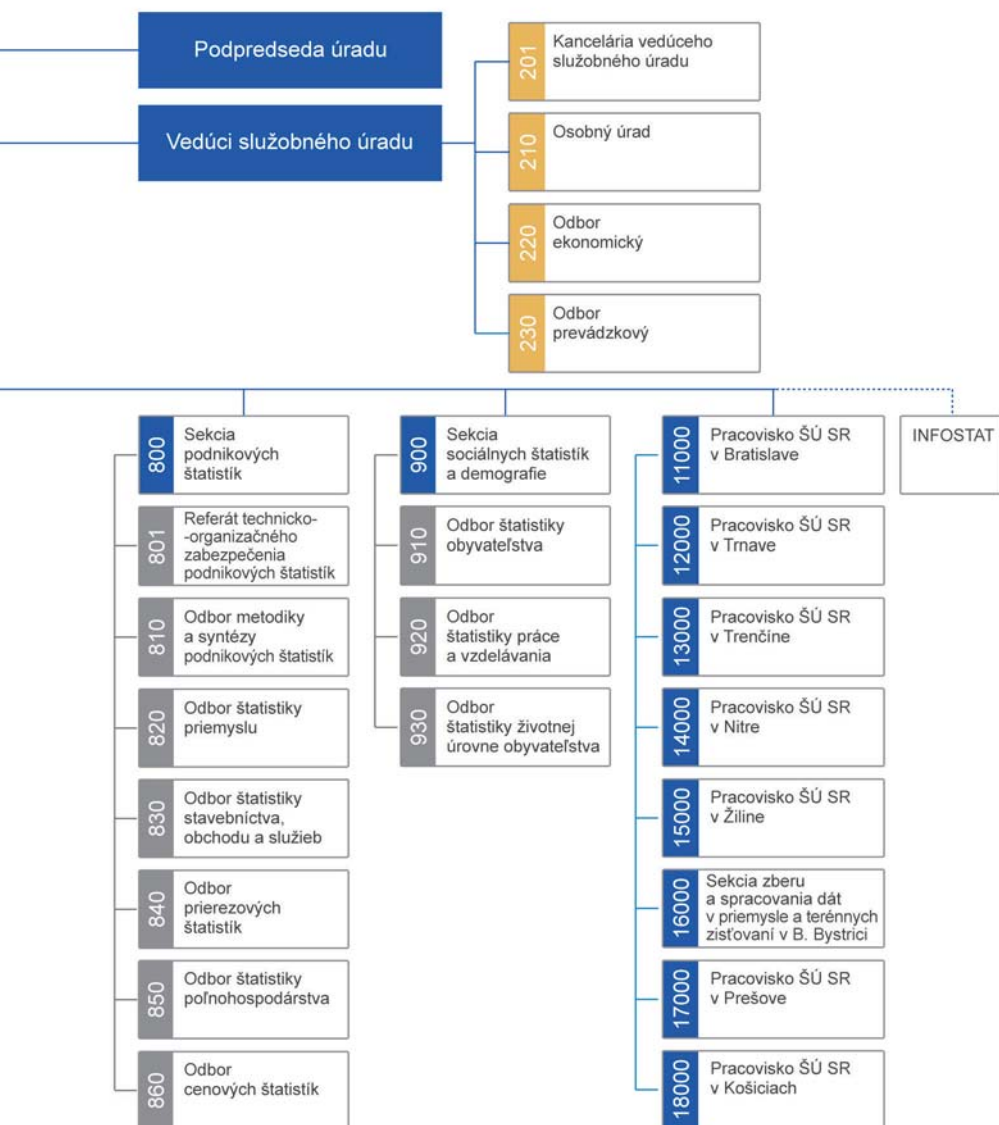 Podpredseda úradu
Vedúci služobného úradu
201
Kancelária vedúceho
služobného úradu
210
Osobný úrad
220
Odbor
ekonomický
230
Odbor
prevádzkový
800
Sekcia
podnikových
štatistík
801
Referát technicko-
-organizačného
zabezpečenia
podnikových štatistík
810
Odbor metodiky
a syntézy
podnikových štatistík
820
Odbor štatistiky
priemyslu
830
Odbor štatistiky
stavebníctva,
obchodu a služieb
840
Odbor
prierezových
štatistík
850
Odbor štatistiky
poľnohospodárstva
860
Odbor
cenových štatistík
900
Sekcia
sociálnych štatistík
a demografie
910
Odbor štatistiky
obyvateľstva
920
Odbor
štatistiky práce
a vzdelávania
930
Odbor
štatistiky životnej
úrovne obyvateľstva
11000
Pracovisko ŠÚ SR
v Bratislave
12000
Pracovisko ŠÚ SR
v Trnave
13000
Pracovisko ŠÚ SR
v Trenčíne
14000
Pracovisko ŠÚ SR
v Nitre
15000
Pracovisko ŠÚ SR
v Žiline
16000
Sekcia zberu
a spracovania dát
v priemysle a terénnych
zisťovaní v B. Bystrici
17000
Pracovisko ŠÚ SR
v Prešove
18000
Pracovisko ŠÚ SR
v Košiciach
INFOSTAT